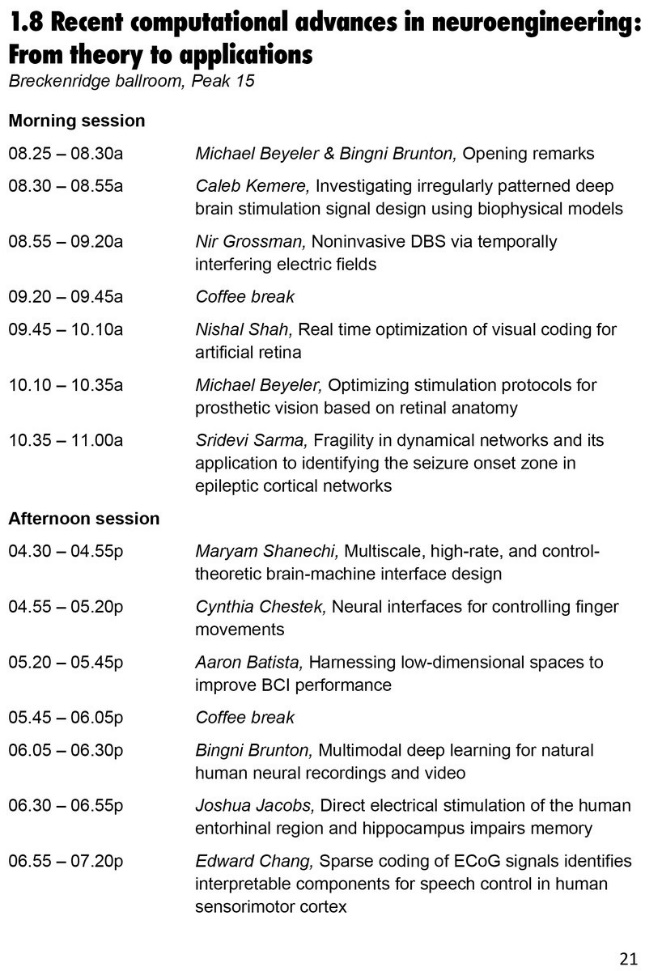 1.8 Recent computational advances in neuroengineering:
From theory to applications
Breckenridge ballroom, Peak 15
Morning session
08.25 – 08.30a Michael Beyeler & Bingni Brunton, Opening remarks
08.30 – 08.55a Caleb Kemere, Investigating irregularly patterned deep
brain stimulation signal design using biophysical models
08.55 – 09.20a Nir Grossman, Noninvasive DBS via temporally
interfering electric fields
09.20 – 09.45a Coffee break
09.45 – 10.10a Nishal Shah, Real time optimization of visual coding for
artificial retina
10.10 – 10.35a Michael Beyeler, Optimizing stimulation protocols for
prosthetic vision based on retinal anatomy
10.35 – 11.00a Sridevi Sarma, Fragility in dynamical networks and its
application to identifying the seizure onset zone in
epileptic cortical networks
Afternoon session
04.30 – 04.55p Maryam Shanechi, Multiscale, high-rate, and control-
theoretic brain-machine interface design
04.55 – 05.20p Cynthia Chestek, Neural interfaces for controlling finger
movements
05.20 – 05.45p Aaron Batista, Harnessing low-dimensional spaces to
improve BCI performance
05.45 – 06.05p Coffee break
06.05 – 06.30p Bingni Brunton, Multimodal deep learning for natural
human neural recordings and video
06.30 – 06.55p Joshua Jacobs, Direct electrical stimulation of the human
entorhinal region and hippocampus impairs memory
06.55 – 07.20p Edward Chang, Sparse coding of ECoG signals identifies
interpretable components for speech control in human
sensorimotor cortex
21